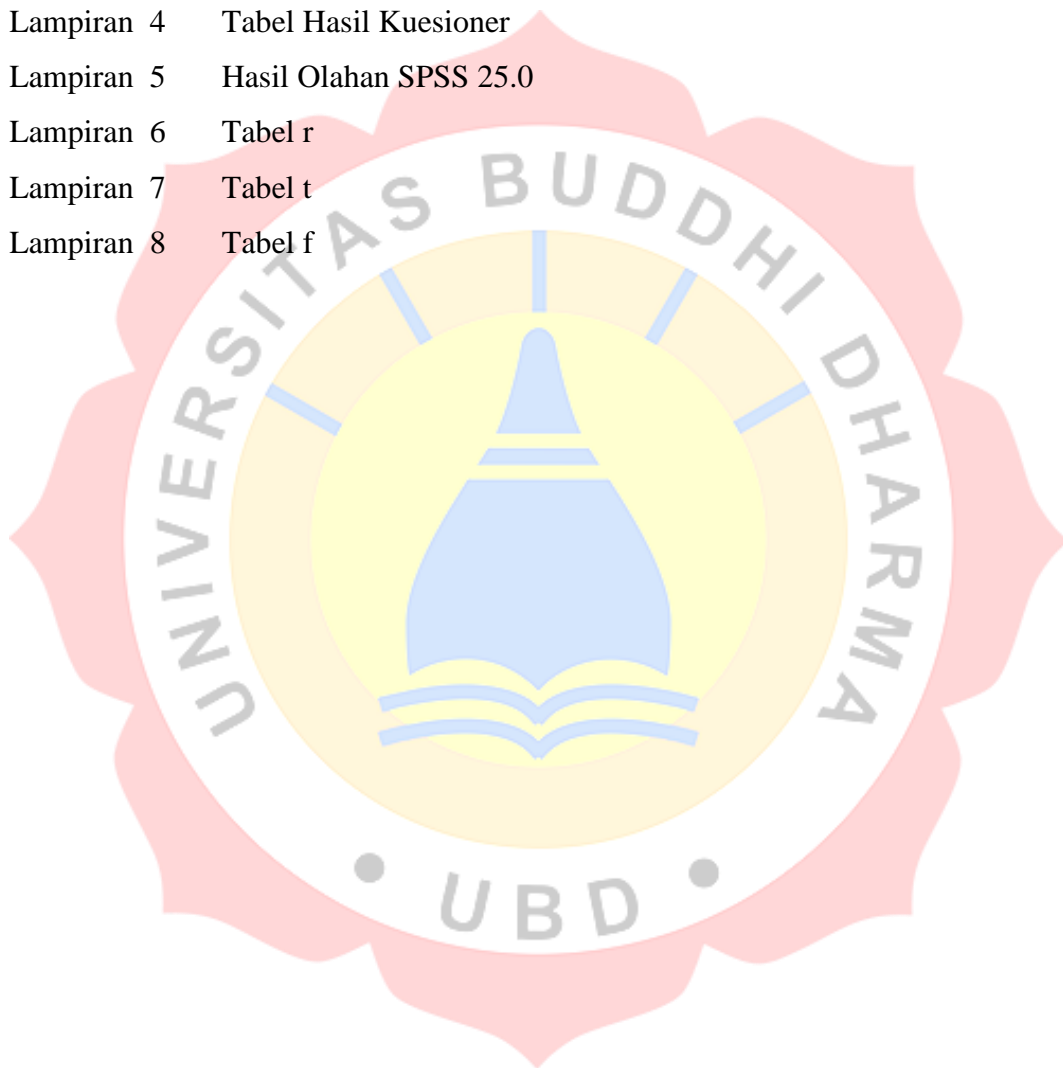 Lampiran 4 Tabel Hasil Kuesioner
Lampiran 5 Hasil Olahan SPSS 25.0
Lampiran 6 Tabel r
Lampiran 7 Tabel t
Lampiran 8 Tabel f
UNIVERSITAS BUDDHI DHARMA
• UBD •